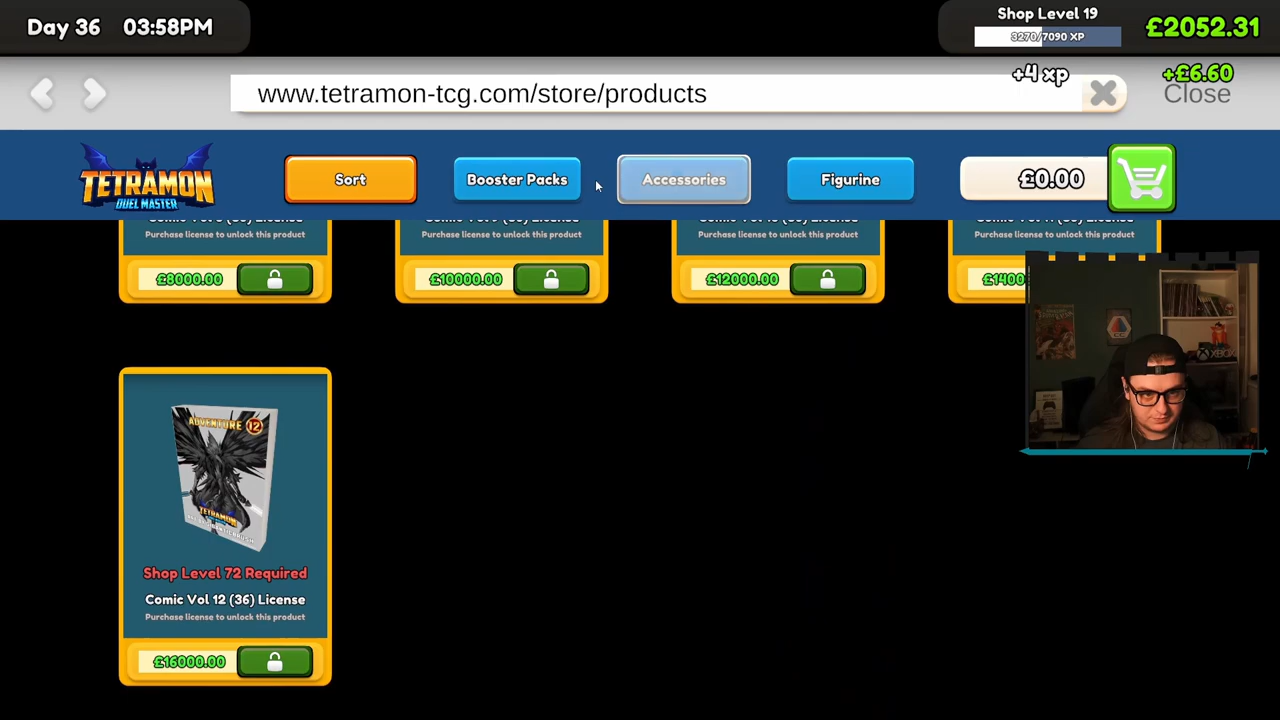 Day 36 03:58PM
Shop Level 19
3270/7090 XP
£2052.31
+4 xp
+£6.60
www.tetramon-tcg.com/store/products
Close
TETRAMON
DUEL MASTER
Sort
Booster Packs
Accessories
Figurine
£0.00
Purchase license to unlock this product
Purchase license to unlock this product
Purchase license to unlock this product
Purchase license to unlock this product
£8000.00
£10000.00
£12000.00
XBOX
ADVENTURE 12
TETRAMON
Shop Level 72 Required
Comic Vol 12 (36) License
Purchase license to unlock this product
£16000.00